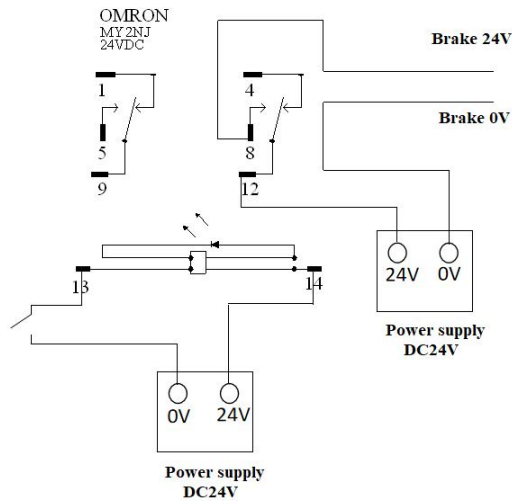 OMRON
MY2NJ
24VDC
Brake 24V
1
4
Brake 0V
5
8
9
12
24V 0V
13
14
Power supply
DC24V
0V 24V
Power supply
DC24V